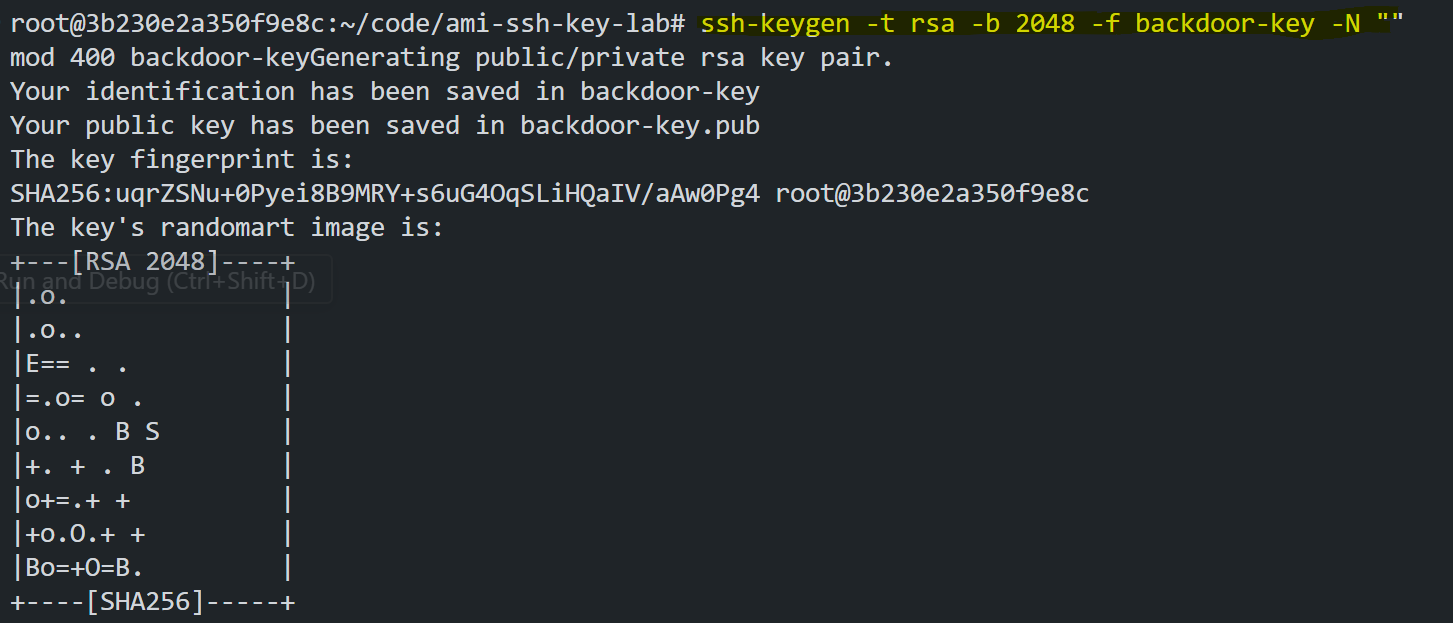 root@3b230e2a350f9e8c:~/code/ami-ssh-key-lab# ssh-keygen -t rsa -b 2048 -f backdoor-key -N ""
mod 400 backdoor-keyGenerating public/private rsa key pair.
Your identification has been saved in backdoor-key
Your public key has been saved in backdoor-key.pub
The key fingerprint is:
SHA256:uqrZSNu+0Pyei8B9MRY+s6uG4OqSLiHQaIV/aAw0Pg4 root@3b230e2a350f9e8c
The key's randomart image is:
+---[RSA 2048]----+
Run and Debug (Ctrl+Shift+D)
|.o.              |
|.o..             |
|E== . .          |
|=.o= o .         |
|o.. . B S        |
|+. + . B         |
|o+=.+ +          |
|+o.O.+ +         |
|Bo=+O=B.         |
+----[SHA256]-----+